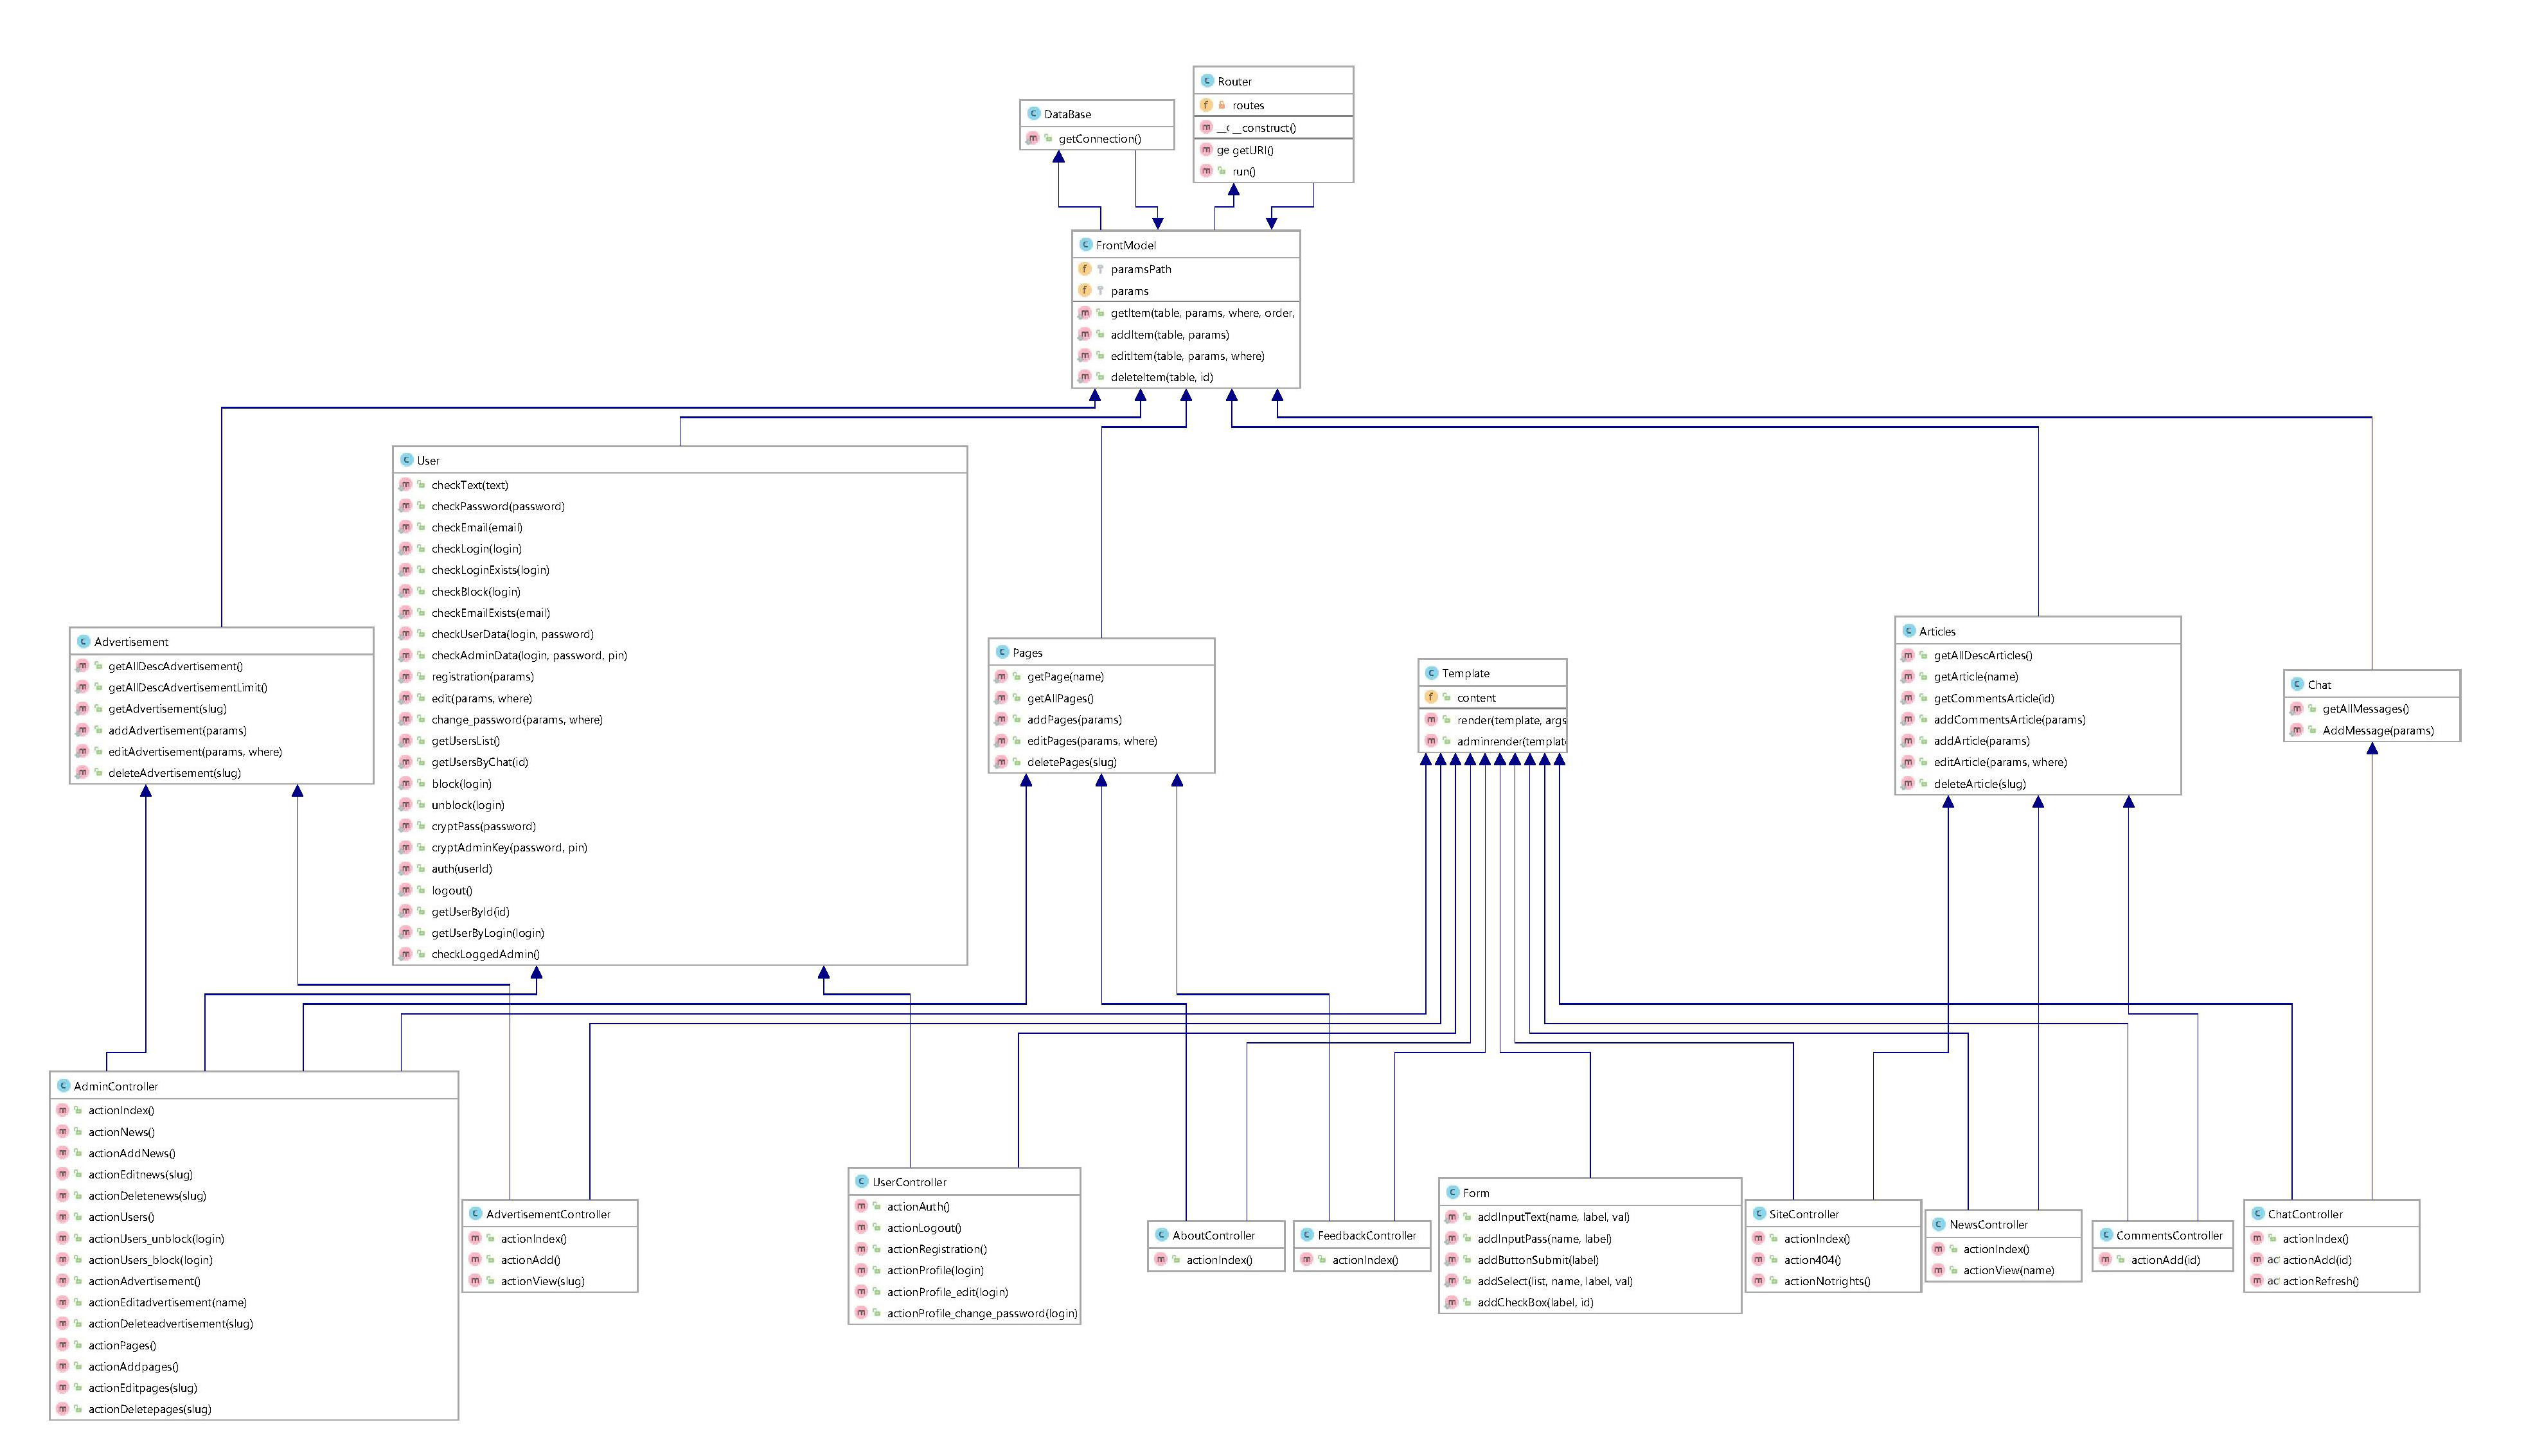 Router
routes
__construct()
getURI()
run()
DataBase
getConnection()
FrontModel
paramsPath
params
getItem(table, params, where, order,
addItem(table, params)
editItem(table, params, where)
deleteItem(table, id)
User
checkText(text)
checkPassword(password)
checkEmail(email)
checkLogin(login)
checkLoginExists(login)
checkBlock(login)
checkEmailExists(email)
checkUserData(login, password)
checkAdminData(login, password, pin)
registration(params)
edit(params, where)
change_password(params, where)
getUsersList()
getUsersByChat(id)
block(login)
unblock(login)
cryptPass(password)
cryptAdminKey(password, pin)
auth(userId)
logout()
getUserById(id)
getUserByLogin(login)
checkLoggedAdmin()
Advertisement
getAllDescAdvertisement()
getAllDescAdvertisementLimit()
getAdvertisement(slug)
addAdvertisement(params)
editAdvertisement(params, where)
deleteAdvertisement(slug)
Pages
getPage(name)
getAllPages()
addPages(params)
editPages(params, where)
deletePages(slug)
Template
content
render(template, args
adminrender(templat
Articles
getAllDescArticles()
getArticle(name)
getCommentsArticle(id)
addCommentsArticle(params)
addArticle(params)
editArticle(params, where)
deleteArticle(slug)
Chat
getAllMessages()
AddMessage(params)
AdminController
actionIndex()
actionNews()
actionAddNews()
actionEditnews(slug)
actionDeletenews(slug)
actionUsers()
actionUsers_unblock(login)
actionUsers_block(login)
actionAdvertisement()
actionEditadvertisement(name)
actionDeleteadvertisement(slug)
actionPages()
actionAddpages()
actionEditpages(slug)
actionDeletepages(slug)
AdvertisementController
actionIndex()
actionAdd()
actionView(slug)
UserController
actionAuth()
actionLogout()
actionRegistration()
actionProfile(login)
actionProfile_edit(login)
actionProfile_change_password(login)
AboutController
actionIndex()
FeedbackController
actionIndex()
Form
addInputText(name, label, val)
addInputPass(name, label)
addButtonSubmit(label)
addSelect(list, name, label, val)
addCheckBox(label, id)
SiteController
actionIndex()
action404()
actionNotrights()
NewsController
actionIndex()
actionView(name)
CommentsController
actionAdd(id)
ChatController
actionIndex()
actionAdd(id)
actionRefresh()